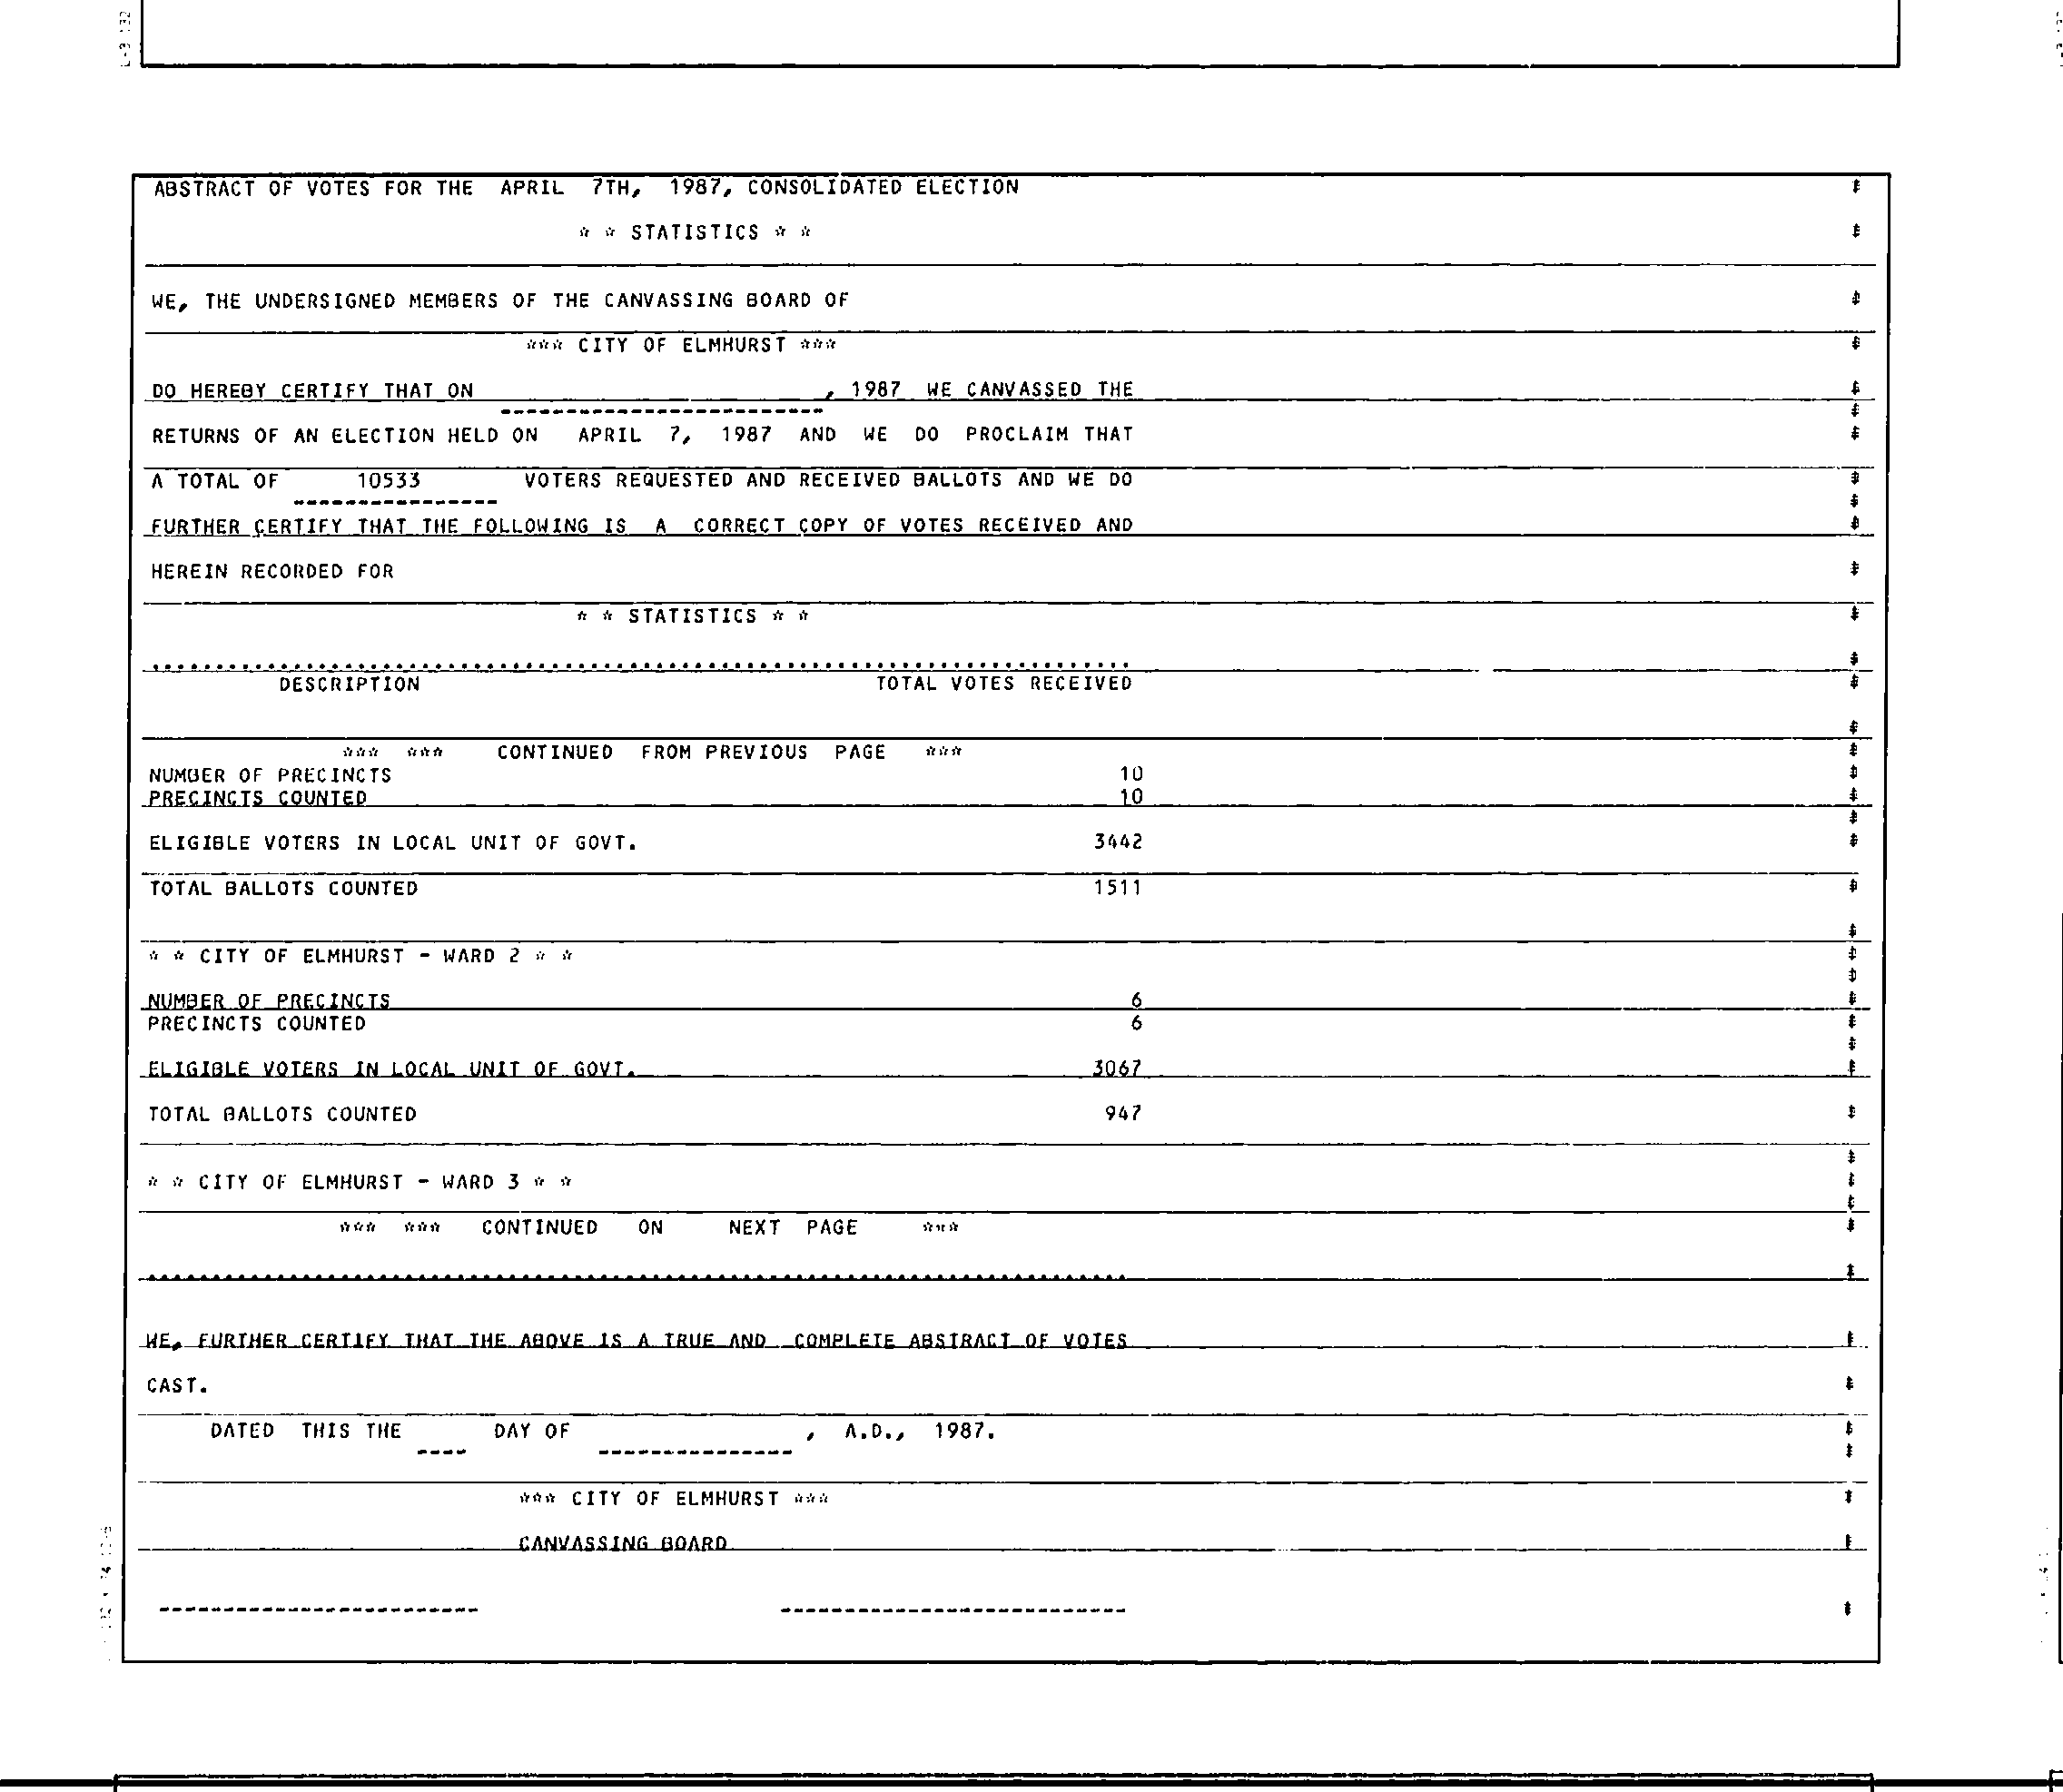 ABSTRACT OF VOTES FOR THE APRIL 7TH, 1987, CONSOLIDATED ELECTION
* * STATISTICS * *
WE, THE UNDERSIGNED MEMBERS OF THE CANVASSING BOARD OF
*** CITY OF ELMHURST ***
DO HEREBY CERTIFY THAT ON , 1987 WE CANVASSED THE
RETURNS OF AN ELECTION HELD ON APRIL 7, 1987 AND WE DO PROCLAIM THAT
A TOTAL OF 10533 VOTERS REQUESTED AND RECEIVED BALLOTS AND WE DO
FURTHER CERTIFY THAT THE FOLLOWING IS A CORRECT COPY OF VOTES RECEIVED AND
HEREIN RECORDED FOR
* * STATISTICS * *
DESCRIPTION TOTAL VOTES RECEIVED
*** *** CONTINUED FROM PREVIOUS PAGE ***
NUMBER OF PRECINCTS 10
PRECINCTS COUNTED 10
ELIGIBLE VOTERS IN LOCAL UNIT OF GOVT. 3442
TOTAL BALLOTS COUNTED 1511
* * CITY OF ELMHURST - WARD 2 * *
NUMBER OF PRECINCTS 6
PRECINCTS COUNTED 6
ELIGIBLE VOTERS IN LOCAL UNIT OF GOVT. 3067
TOTAL BALLOTS COUNTED 947
* * CITY OF ELMHURST - WARD 3 * *
*** *** CONTINUED ON NEXT PAGE ***
WE, FURTHER CERTIFY THAT THE ABOVE IS A TRUE AND COMPLETE ABSTRACT OF VOTES
CAST.
DATED THIS THE ---- DAY OF --------------- , A.D., 1987.
*** CITY OF ELMHURST ***
CANVASSING BOARD